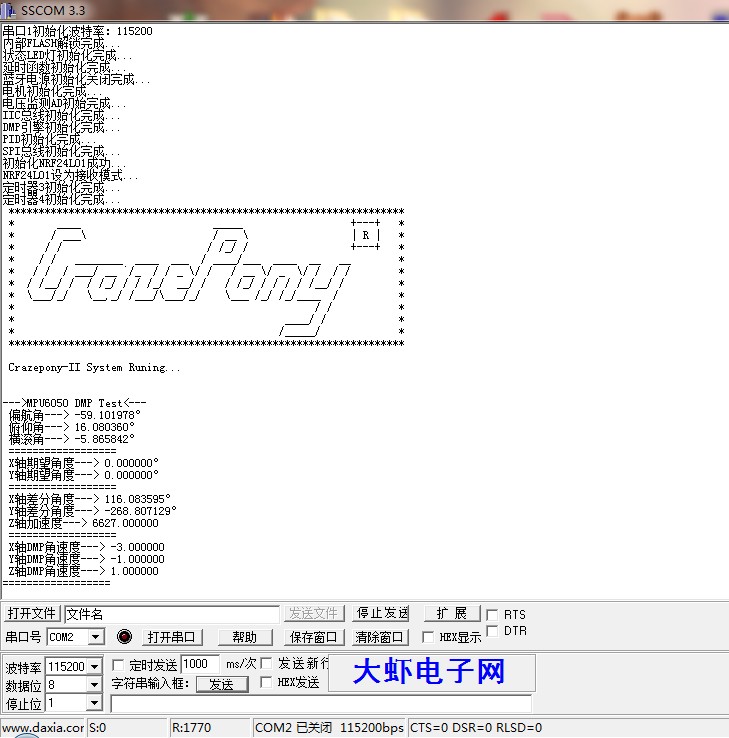 SSCOM 3.3
串口1初始化波特率：115200
内部FLASH解锁完成...
状态LED灯初始化完成...
延时函数初始化完成...
蓝牙电源初始化关闭完成...
电机初始化完成...
电压监测AD初始完成...
IIC总线初始化完成...
DMP引擎初始化完成...
PID初始化完成...
SPI总线初始化完成...
初始化NRF24L01成功...
NRF24L01设为接收模式...
定时器3初始化完成...
定时器4初始化完成...
CrazePony
| R |
Crazepony-II System Runing...
--->MPU6050 DMP Test<---
偏航角---> -59.101978°
俯仰角---> 16.080360°
横滚角---> -5.865842°
==================
X轴期望角度---> 0.000000°
Y轴期望角度---> 0.000000°
==================
X轴差分角度---> 116.083595°
Y轴差分角度---> -268.807129°
Z轴加速度---> 6627.000000
==================
X轴DMP角速度---> -3.000000
Y轴DMP角速度---> -1.000000
Z轴DMP角速度---> 1.000000
==================
打开文件 文件名 发送文件 停止发送 扩 展 RTS
串口号 COM2 打开串口 帮助 保存窗口 清除窗口 HEX显示 DTR
波特率 115200 定时发送 1000 ms/次 发送新行 大虾电子网
数据位 8 字符串输入框： 发送 HEX发送
停止位 1
www.daxia S:0 R:1770 COM2 已关闭 115200bps CTS=0 DSR=0 RLSD=0